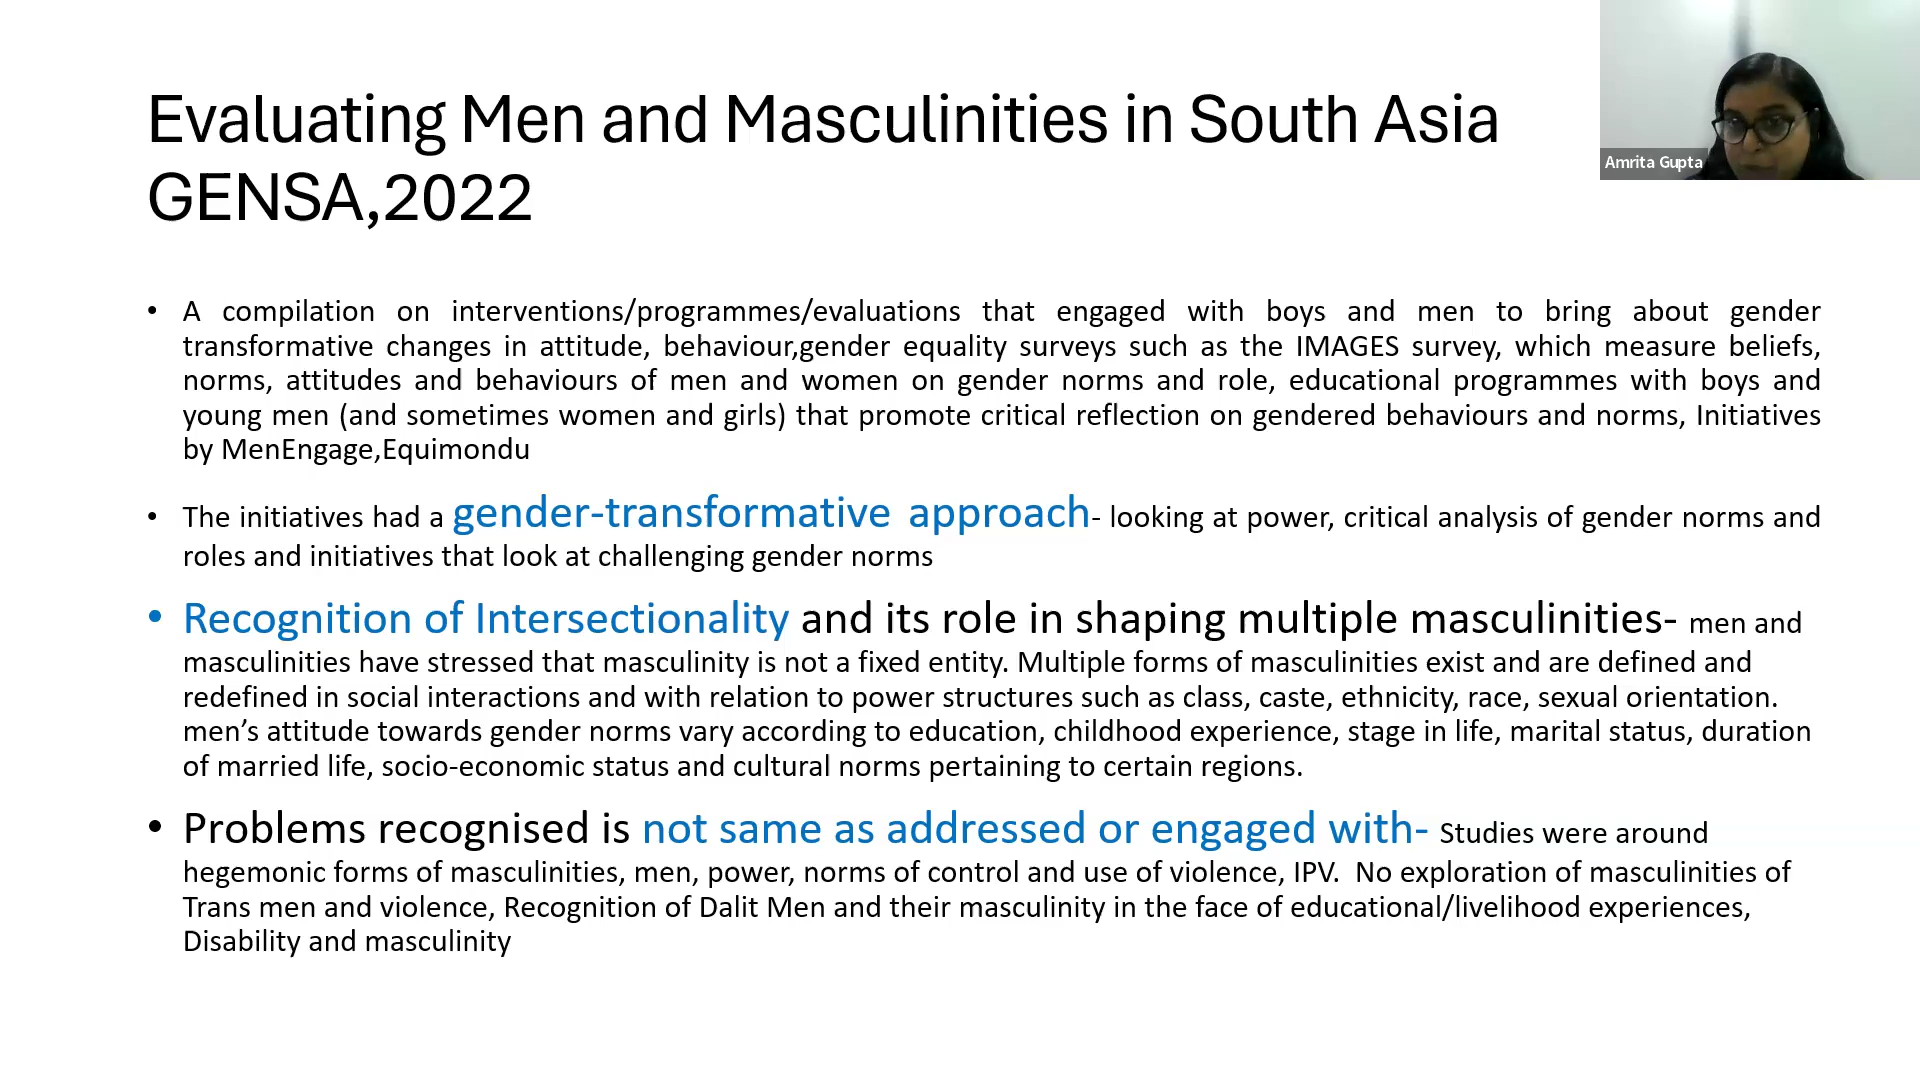 Evaluating Men and Masculinities in South Asia
GENSA,2022
Amrita Gupta
• A compilation on interventions/programmes/evaluations that engaged with boys and men to bring about gender
transformative changes in attitude, behaviour,gender equality surveys such as the IMAGES survey, which measure beliefs,
norms, attitudes and behaviours of men and women on gender norms and role, educational programmes with boys and
young men (and sometimes women and girls) that promote critical reflection on gendered behaviours and norms, Initiatives
by MenEngage,Equimondu
• The initiatives had a gender-transformative approach- looking at power, critical analysis of gender norms and
roles and initiatives that look at challenging gender norms
• Recognition of Intersectionality and its role in shaping multiple masculinities- men and
masculinities have stressed that masculinity is not a fixed entity. Multiple forms of masculinities exist and are defined and
redefined in social interactions and with relation to power structures such as class, caste, ethnicity, race, sexual orientation.
men’s attitude towards gender norms vary according to education, childhood experience, stage in life, marital status, duration
of married life, socio-economic status and cultural norms pertaining to certain regions.
• Problems recognised is not same as addressed or engaged with- Studies were around
hegemonic forms of masculinities, men, power, norms of control and use of violence, IPV.  No exploration of masculinities of
Trans men and violence, Recognition of Dalit Men and their masculinity in the face of educational/livelihood experiences,
Disability and masculinity